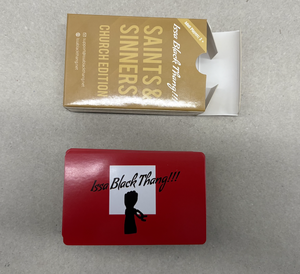 Issa Black Thang!!!
SAINTS &
SINNERS
CHURCH EDITION
Issa Black Thang!!!